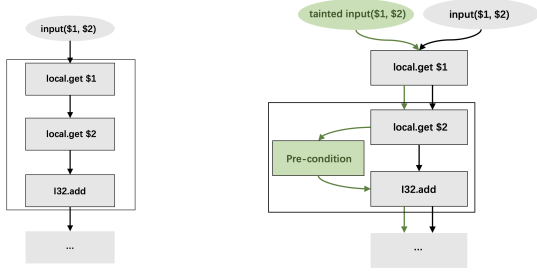 input($1, $2)
local.get $1
local.get $2
I32.add
...
tainted input($1, $2)
input($1, $2)
local.get $1
local.get $2
Pre-condition
I32.add
...